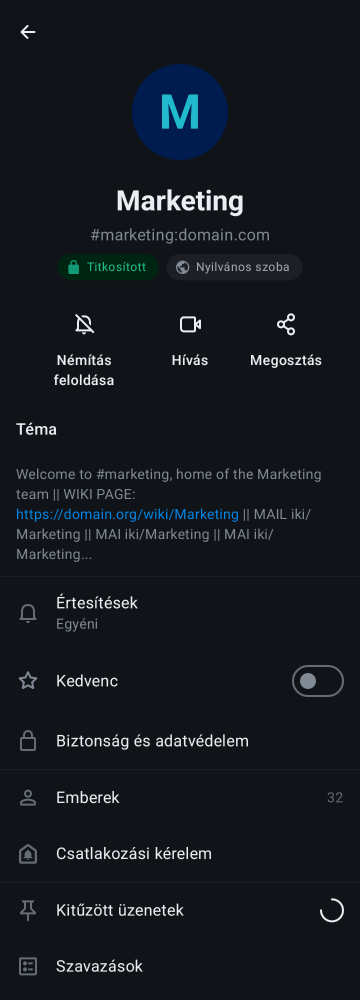 M
Marketing
#marketing:domain.com
Titkosított
Nyilvános szoba
Némítás
feloldása
Hívás
Megosztás
Téma
Welcome to #marketing, home of the Marketing
team || WIKI PAGE:
https://domain.org/wiki/Marketing || MAIL iki/
Marketing || MAI iki/Marketing || MAI iki/
Marketing...
Értesítések
Egyéni
Kedvenc
Biztonság és adatvédelem
Emberek 32
Csatlakozási kérelem
Kitűzött üzenetek
Szavazások